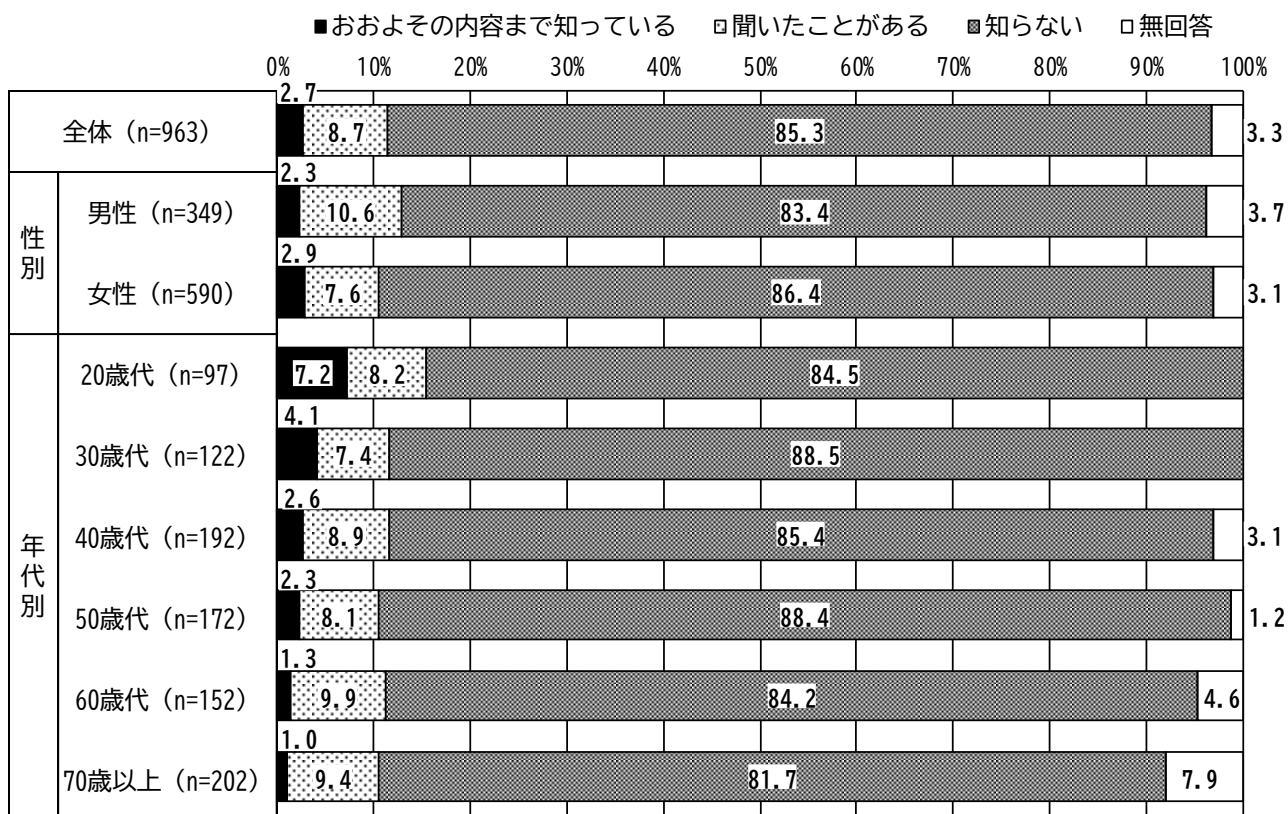 ■おおよその内容まで知っている □聞いたことがある ■知らない □無回答
0% 10% 20% 30% 40% 50% 60% 70% 80% 90% 100%
全体（n=963） 2.7 8.7 85.3 3.3
性別
男性（n=349） 2.3 10.6 83.4 3.7
女性（n=590） 2.9 7.6 86.4 3.1
年代別
20歳代（n=97） 7.2 8.2 84.5
30歳代（n=122） 4.1 7.4 88.5
40歳代（n=192） 2.6 8.9 85.4 3.1
50歳代（n=172） 2.3 8.1 88.4 1.2
60歳代（n=152） 1.3 9.9 84.2 4.6
70歳以上（n=202） 1.0 9.4 81.7 7.9